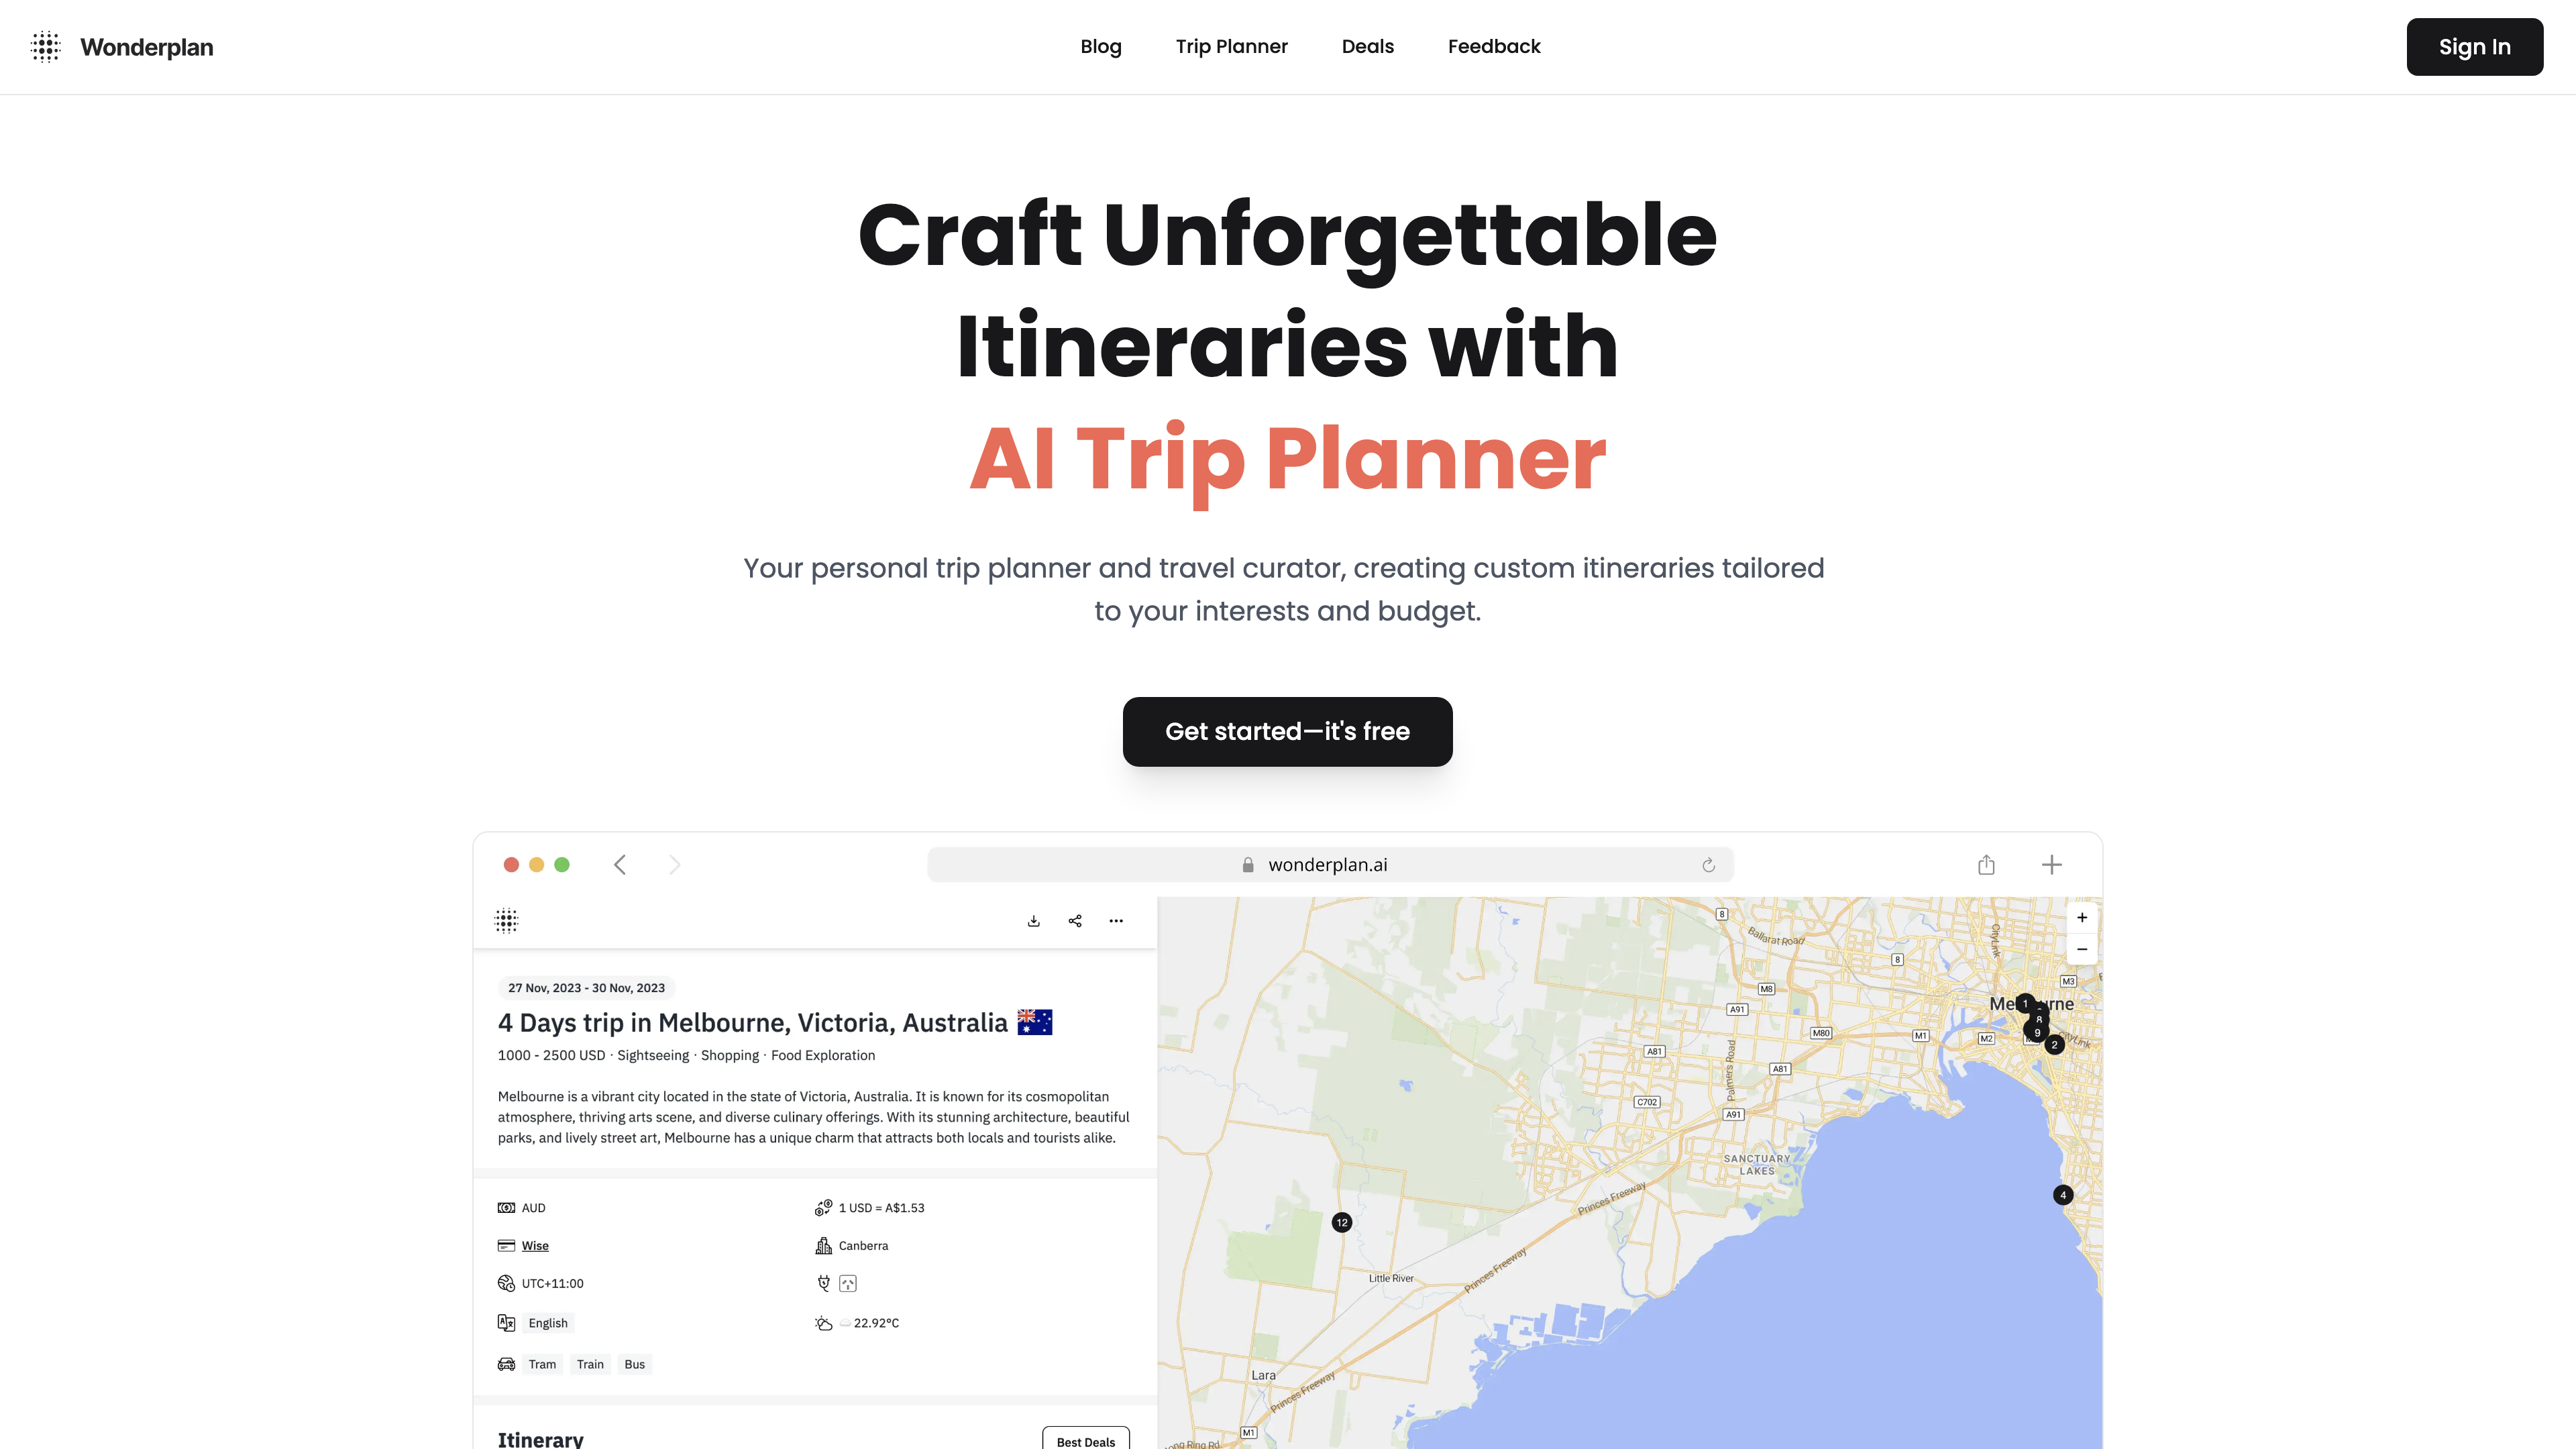 Wonderplan
Blog
Trip Planner
Deals
Feedback
Sign In
Craft Unforgettable
Itineraries with
AI Trip Planner
Your personal trip planner and travel curator, creating custom itineraries tailored
to your interests and budget.
Get started—it's free
wonderplan.ai
27 Nov, 2023 - 30 Nov, 2023
4 Days trip in Melbourne, Victoria, Australia
1000 - 2500 USD · Sightseeing · Shopping · Food Exploration
Melbourne is a vibrant city located in the state of Victoria, Australia. It is known for its cosmopolitan
atmosphere, thriving arts scene, and diverse culinary offerings. With its stunning architecture, beautiful
parks, and lively street art, Melbourne has a unique charm that attracts both locals and tourists alike.
AUD
1 USD = A$1.53
Wise
Canberra
UTC+11:00
English
22.92°C
Tram
Train
Bus
Itinerary
Best Deals
+
−
8
Ballarat Road
CityLink
8
M3
M8
A91
1
8
9
2
M80
M1
M2
CityLink
A81
Palmers Road
A81
C702
A91
SANCTUARY
LAKES
Princes Freeway
4
12
Princes Freeway
Little River
Lara
Princes Freeway
M1